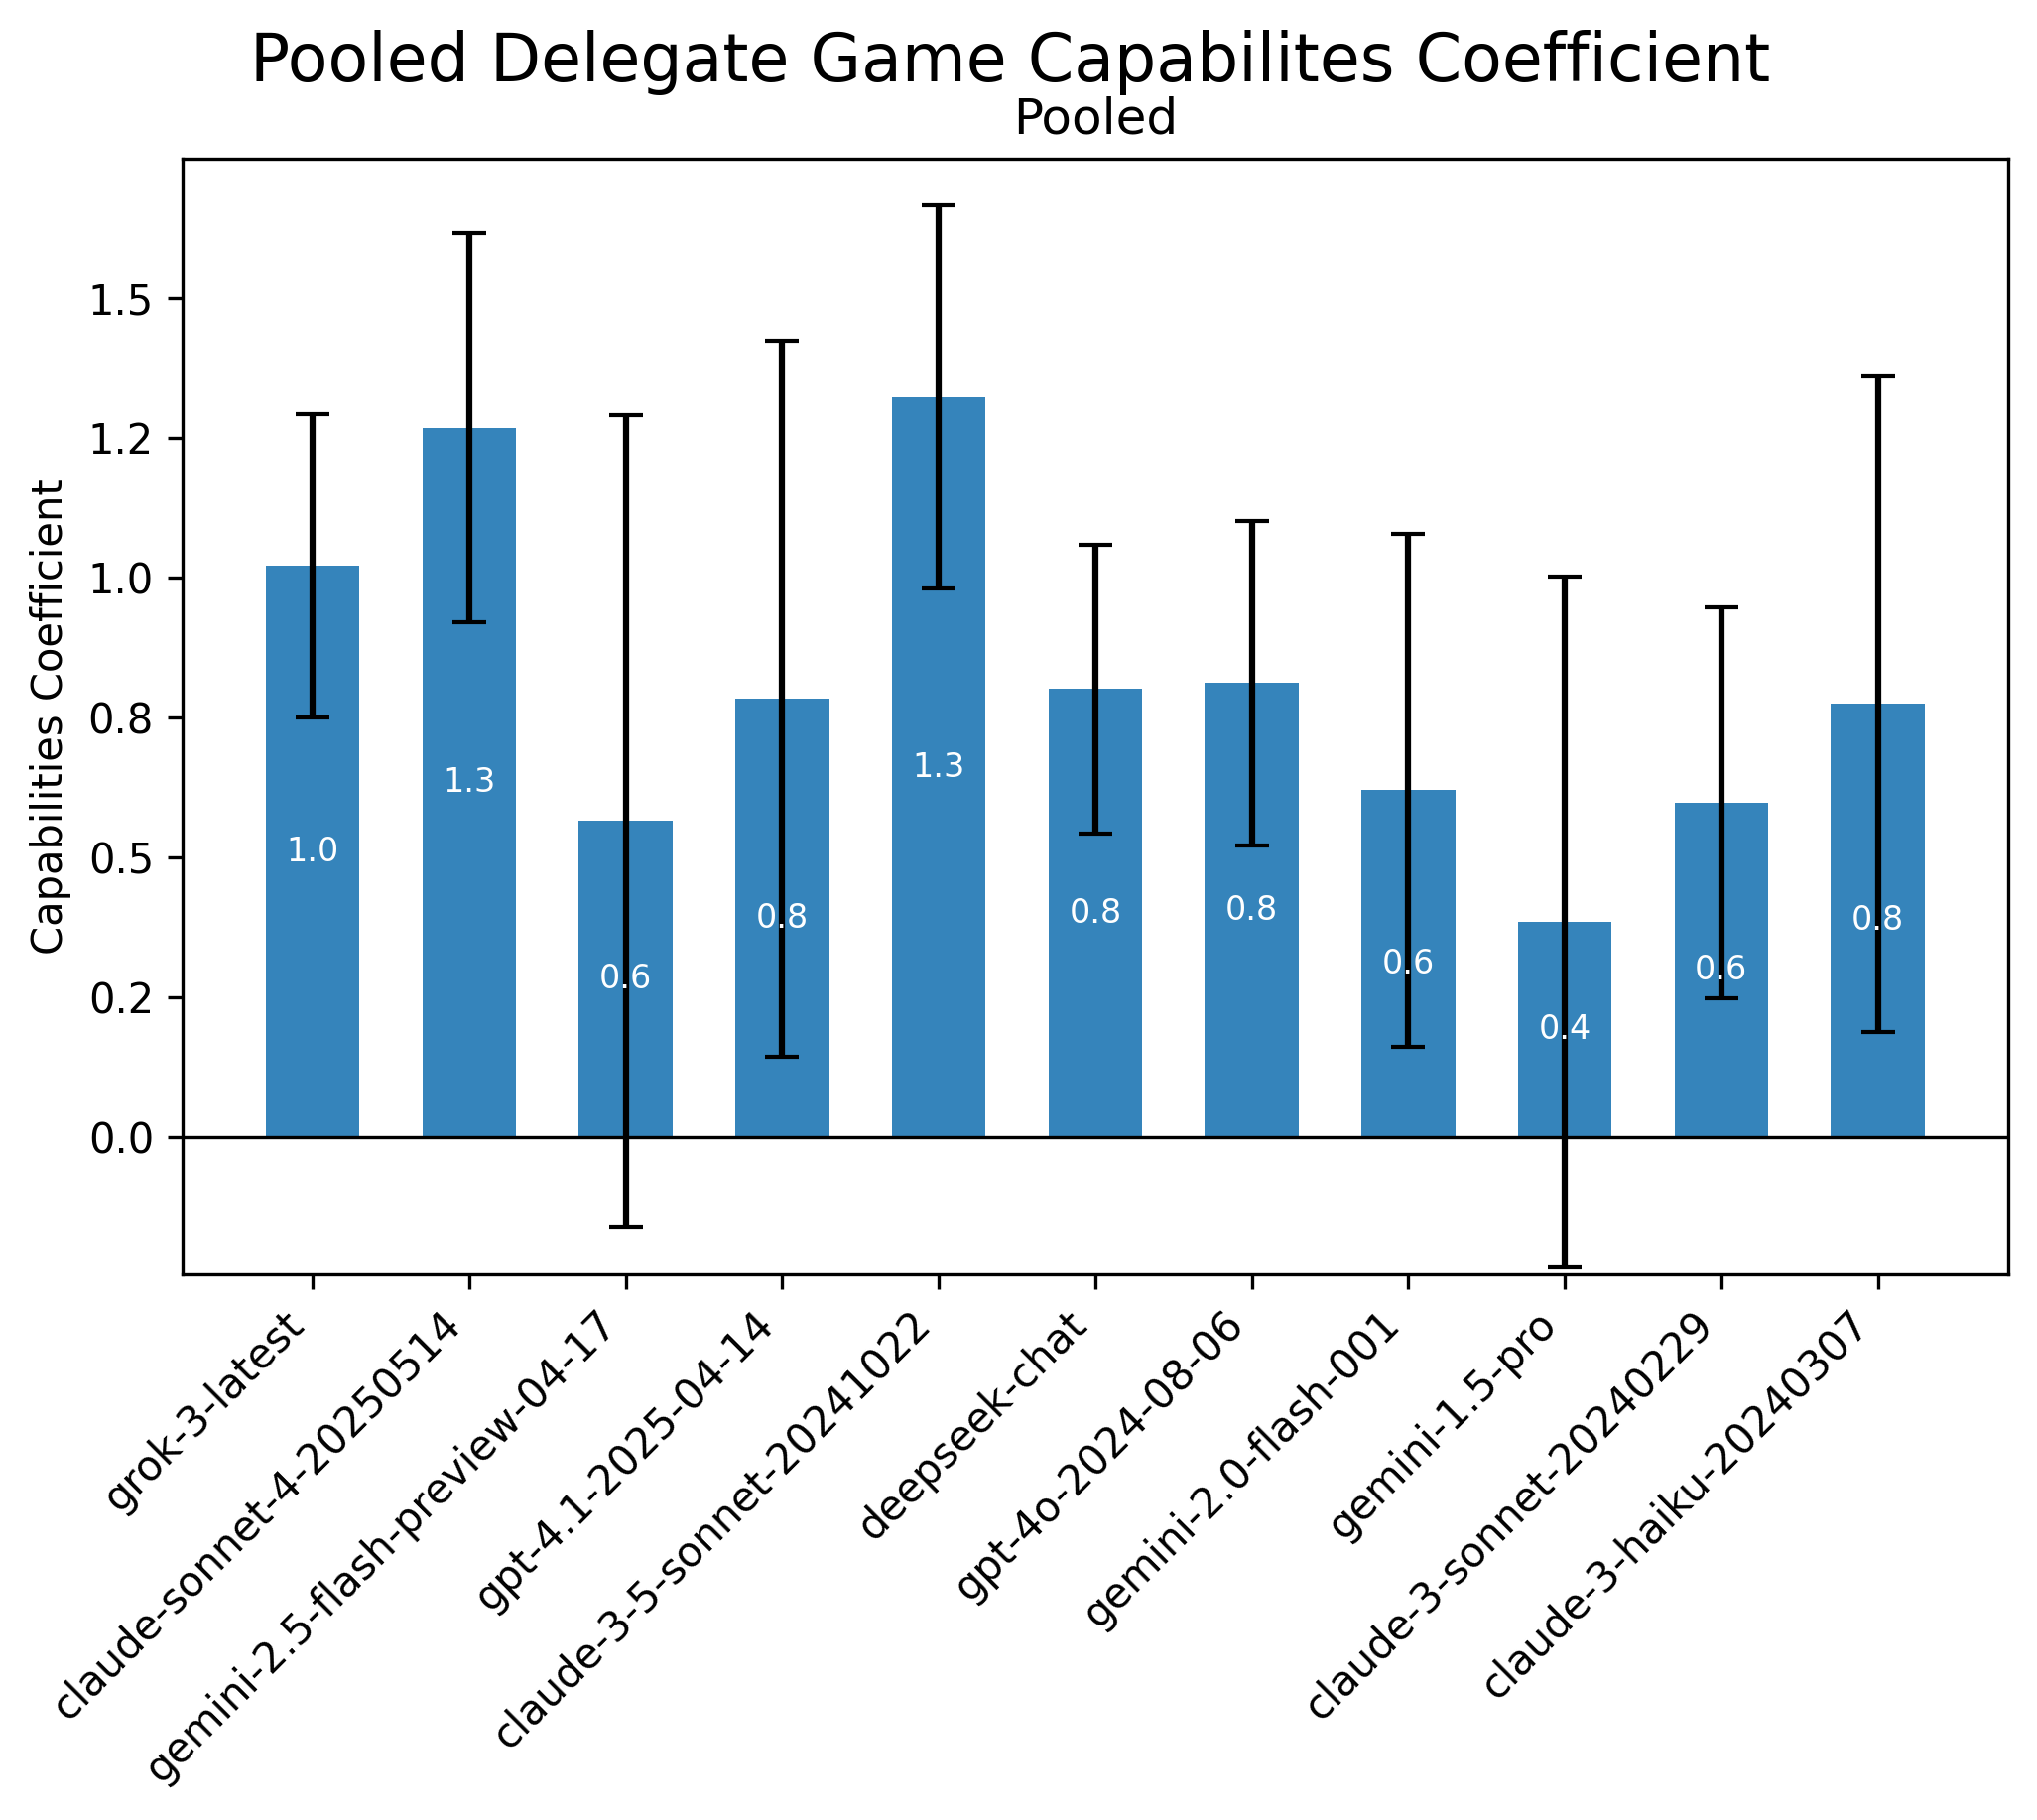 Pooled Delegate Game Capabilites Coefficient
Pooled
Capabilities Coefficient
1.5
1.2
1.0
0.8
0.5
0.2
0.0
1.0
1.3
0.6
0.8
1.3
0.8
0.8
0.6
0.4
0.6
0.8
grok-3-latest
claude-sonnet-4-20250514
gemini-2.5-flash-preview-04-17
gpt-4.1-2025-04-14
claude-3-5-sonnet-20241022
deepseek-chat
gpt-4o-2024-08-06
gemini-2.0-flash-001
gemini-1.5-pro
claude-3-sonnet-20240229
claude-3-haiku-20240307